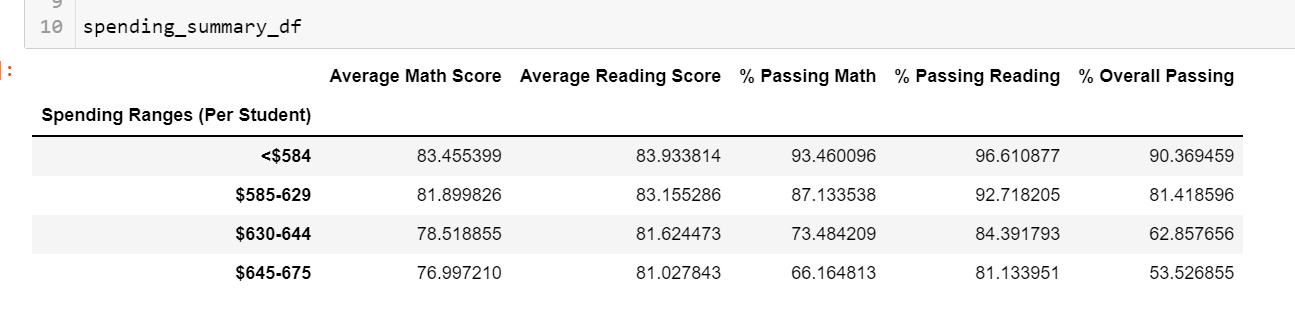 9
10 spending_summary_df
]:
Average Math Score Average Reading Score % Passing Math % Passing Reading % Overall Passing
Spending Ranges (Per Student)
<$584 83.455399 83.933814 93.460096 96.610877 90.369459
$585-629 81.899826 83.155286 87.133538 92.718205 81.418596
$630-644 78.518855 81.624473 73.484209 84.391793 62.857656
$645-675 76.997210 81.027843 66.164813 81.133951 53.526855